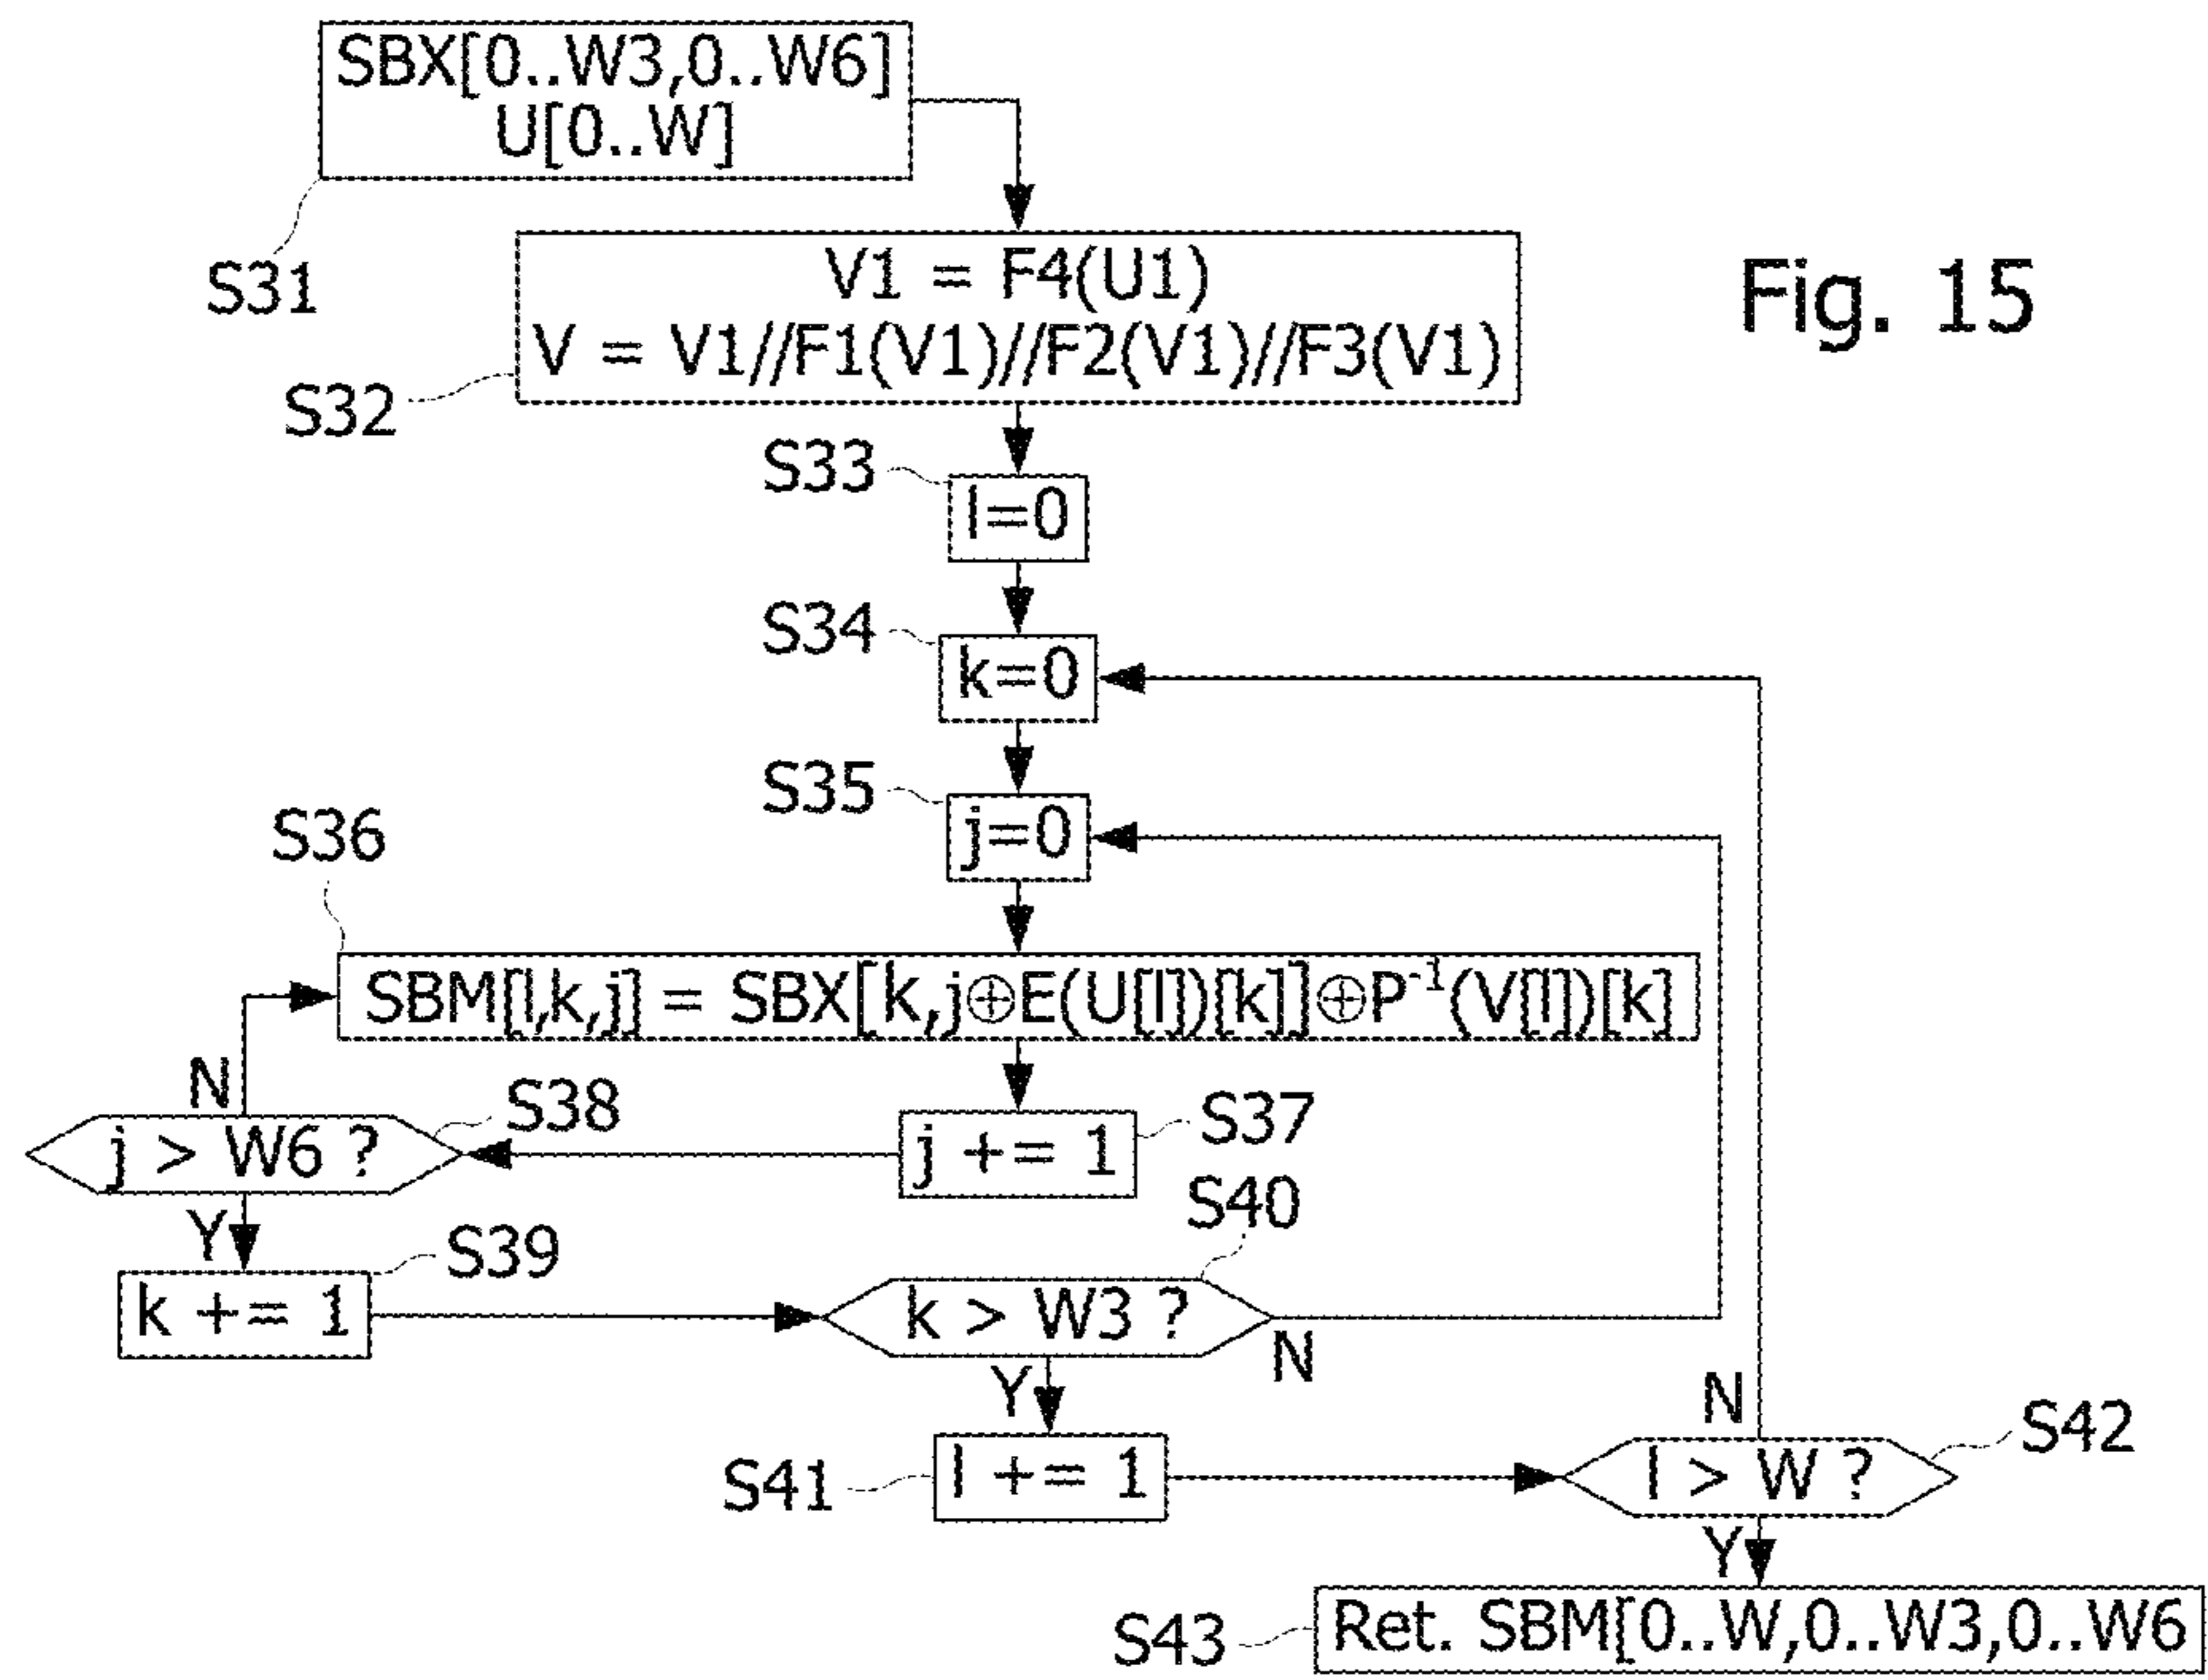 SBX[0..W3,0..W6]
U[0..W]
S31
V1 = F4(U1)
V = V1//F1(V1)//F2(V1)//F3(V1)
S32
Fig. 15
S33
l=0
S34
k=0
S35
j=0
S36
SBM[l,k,j] = SBX[k,j⊕E(U[l])[k]]⊕P⁻¹(V[l])[k]
N
S38
j > W6 ?
j += 1
S37
Y
S39
k += 1
S40
k > W3 ?
N
Y
S41
l += 1
N
S42
l > W ?
Y
S43
Ret. SBM[0..W,0..W3,0..W6